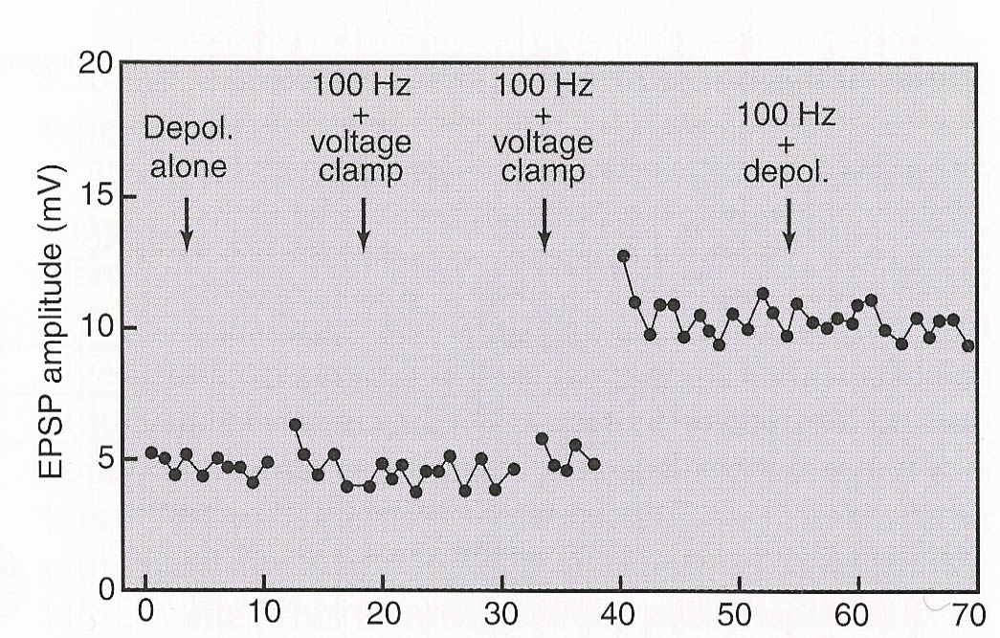 20
15
10
5
0
EPSP amplitude (mV)
Depol.
alone
100 Hz
+
voltage
clamp
100 Hz
+
voltage
clamp
100 Hz
+
depol.
0 10 20 30 40 50 60 70